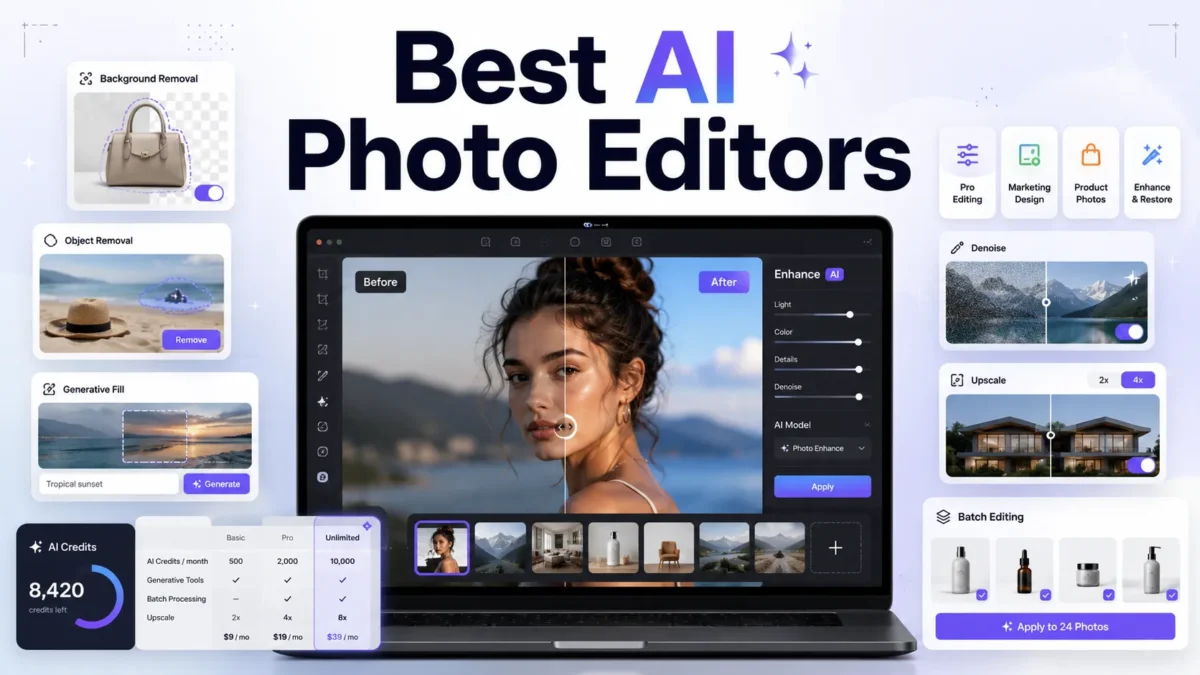 Best AI
Photo Editors
Background Removal
Object Removal
Remove
Generative Fill
Tropical sunset
Generate
AI Credits
8,420
credits left
Basic Pro Unlimited
AI Credits / month 500 2,000 10,000
Generative Tools ✓ ✓ ✓
Batch Processing – ✓ ✓
Upscale 2x 4x 8x
$9 / mo $19 / mo $39 / mo
Before
After
Enhance AI
Light
Color
Details
Denoise
AI Model
Photo Enhance
Apply
Pro
Editing
Marketing
Design
Product
Photos
Enhance
& Restore
Denoise
Upscale 2x 4x
Batch Editing
Apply to 24 Photos